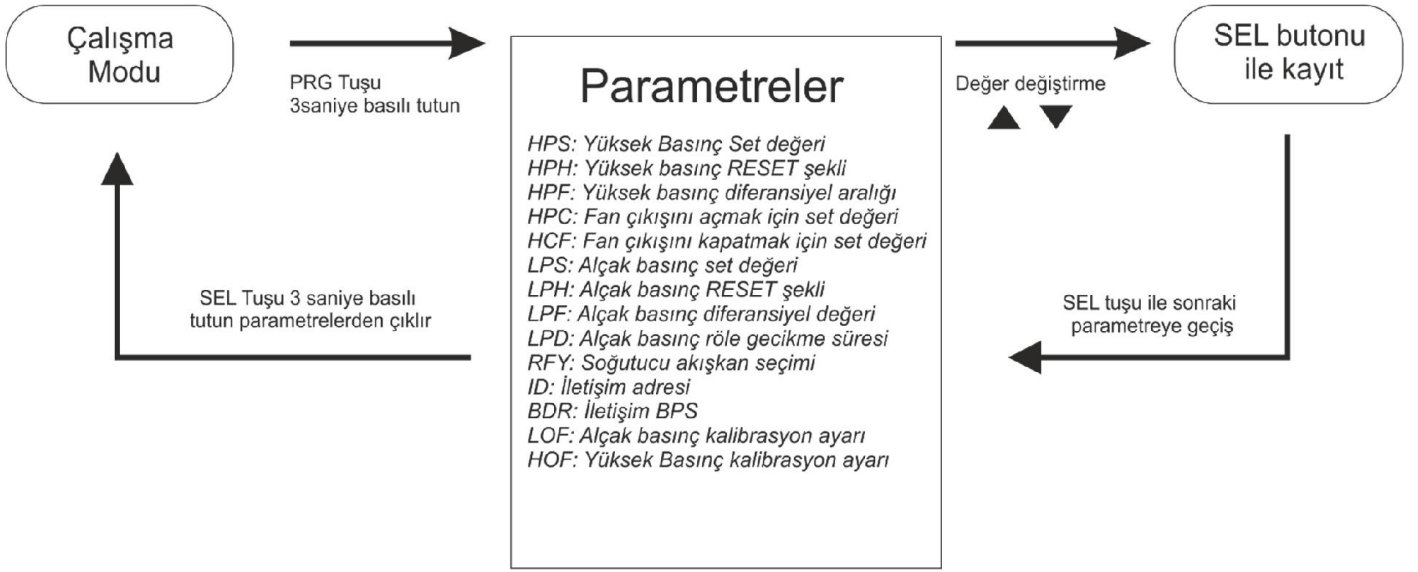 Çalışma
Modu
PRG Tuşu
3saniye basılı tutun
Parametreler
HPS: Yüksek Basınç Set değeri
HPH: Yüksek basınç RESET şekli
HPF: Yüksek basınç diferansiyel aralığı
HPC: Fan çıkışını açmak için set değeri
HCF: Fan çıkışını kapatmak için set değeri
LPS: Alçak basınç set değeri
LPH: Alçak basınç RESET şekli
LPF: Alçak basınç diferansiyel değeri
LPD: Alçak basınç röle gecikme süresi
RFY: Soğutucu akışkan seçimi
ID: İletişim adresi
BDR: İletişim BPS
LOF: Alçak basınç kalibrasyon ayarı
HOF: Yüksek Basınç kalibrasyon ayarı
Değer değiştirme
SEL butonu
ile kayıt
SEL tuşu ile sonraki
parametreye geçiş
SEL Tuşu 3 saniye basılı
tutun parametrelerden çıklır